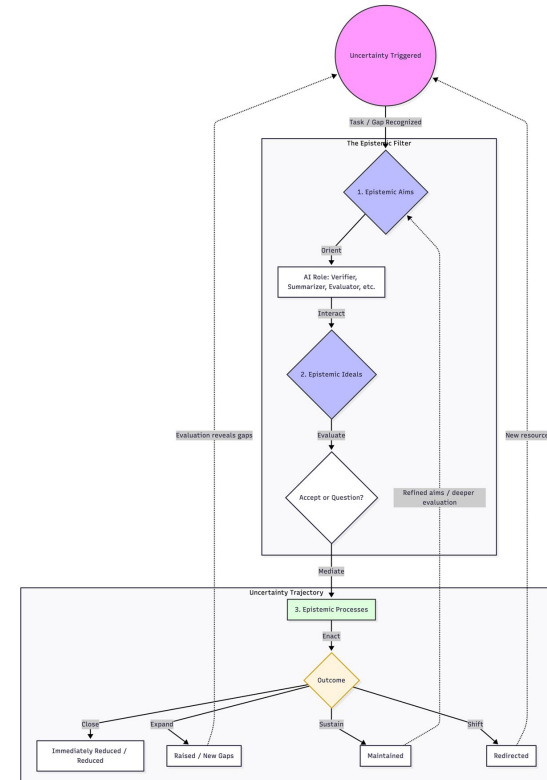 Uncertainty Triggered
Task / Gap Recognized
The Epistemic Filter
1. Epistemic Aims
Orient
AI Role: Verifier,
Summarizer, Evaluator, etc.
Interact
2. Epistemic Ideals
Evaluation reveals gaps
Evaluate
New resource
Accept or Question?
Refined aims / deeper
evaluation
Mediate
Uncertainty Trajectory
3. Epistemic Processes
Enact
Outcome
Close
Expand
Sustain
Shift
Immediately Reduced /
Reduced
Raised / New Gaps
Maintained
Redirected